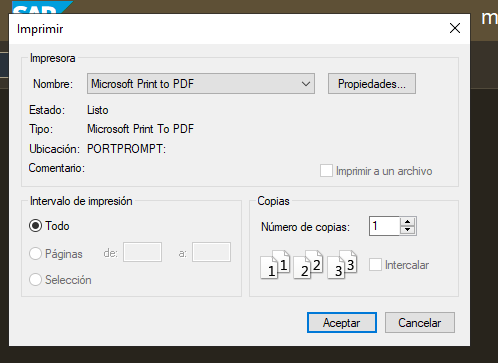 SAP
m
Imprimir
Impresora
Nombre: Microsoft Print to PDF Propiedades...
Estado: Listo
Tipo: Microsoft Print To PDF
Ubicación: PORTPROMPT:
Comentario: Imprimir a un archivo
Intervalo de impresión
Todo
Páginas de: a:
Selección
Copias
Número de copias: 1
1 1 2 2 3 3 Intercalar
Aceptar Cancelar